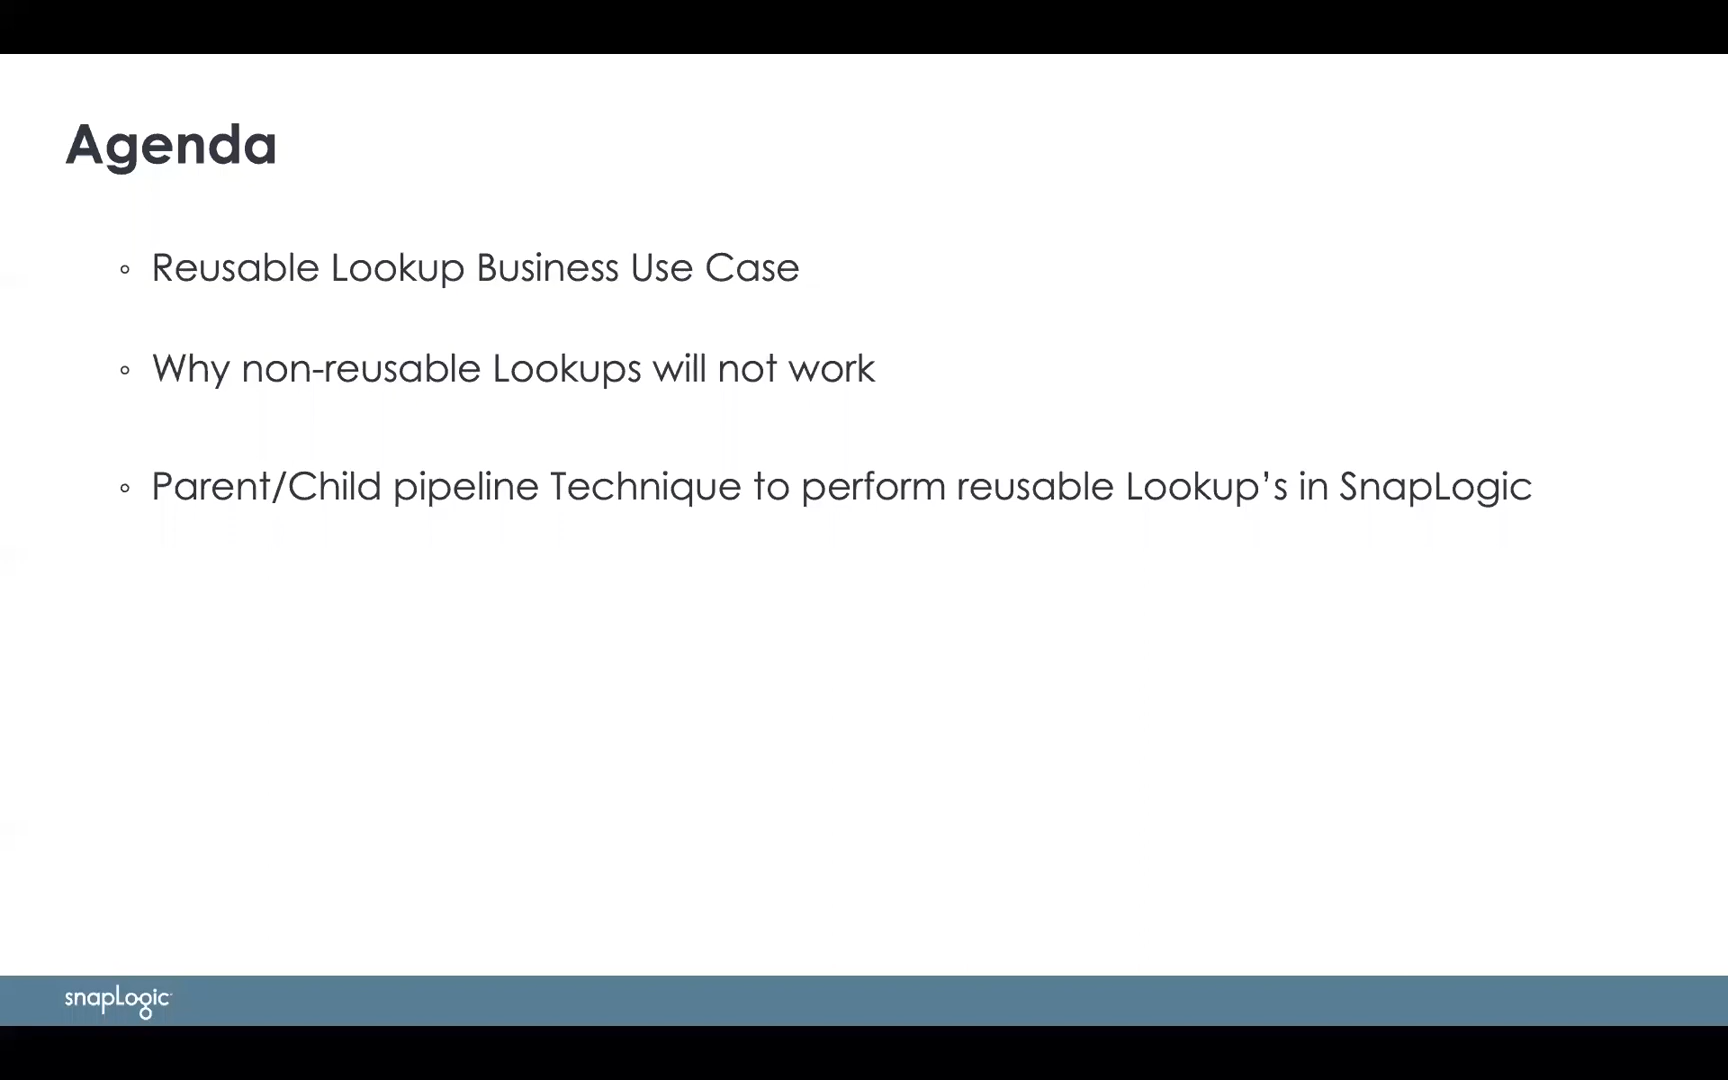 Agenda
◦ Reusable Lookup Business Use Case
◦ Why non-reusable Lookups will not work
◦ Parent/Child pipeline Technique to perform reusable Lookup’s in SnapLogic
snapLogic